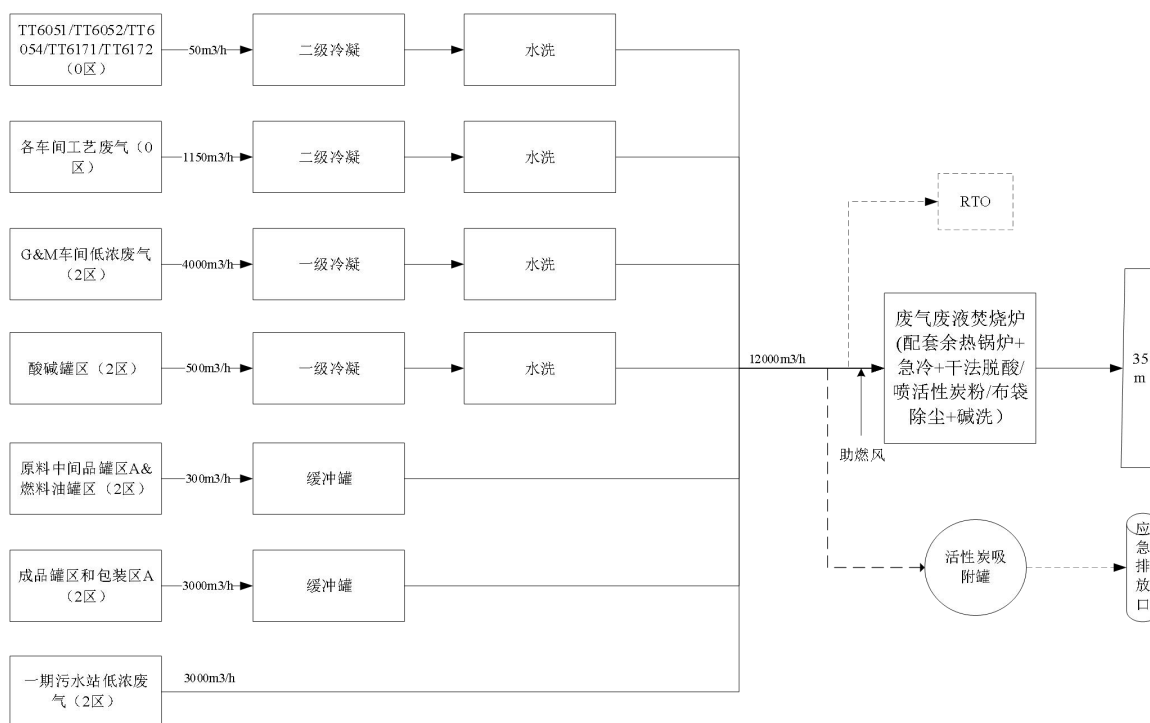 TT6051/TT6052/TT6
054/TT6171/TT6172
（0区）
50m3/h
二级冷凝
水洗
各车间工艺废气（0
区）
1150m3/h
二级冷凝
水洗
RTO
G&M车间低浓废气
（2区）
4000m3/h
一级冷凝
水洗
酸碱罐区（2区）
500m3/h
一级冷凝
水洗
12000m3/h
废气废液焚烧炉
(配套余热锅炉+
急冷+干法脱酸/
喷活性炭粉/布袋
除尘+碱洗）
35
m
助燃风
原料中间品罐区A&
燃料油罐区（2区）
300m3/h
缓冲罐
成品罐区和包装区A
（2区）
3000m3/h
缓冲罐
活性炭吸
附罐
应
急
排
放
口
一期污水站低浓废
气（2区）
3000m3/h